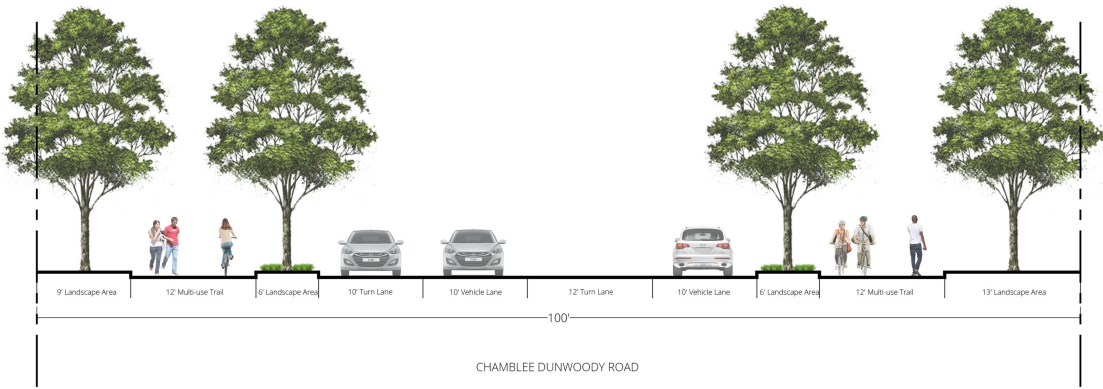 9' Landscape Area
12' Multi-use Trail
6' Landscape Area
10' Turn Lane
10' Vehicle Lane
12' Turn Lane
10' Vehicle Lane
6' Landscape Area
12' Multi-use Trail
13' Landscape Area
100'
CHAMBLEE DUNWOODY ROAD